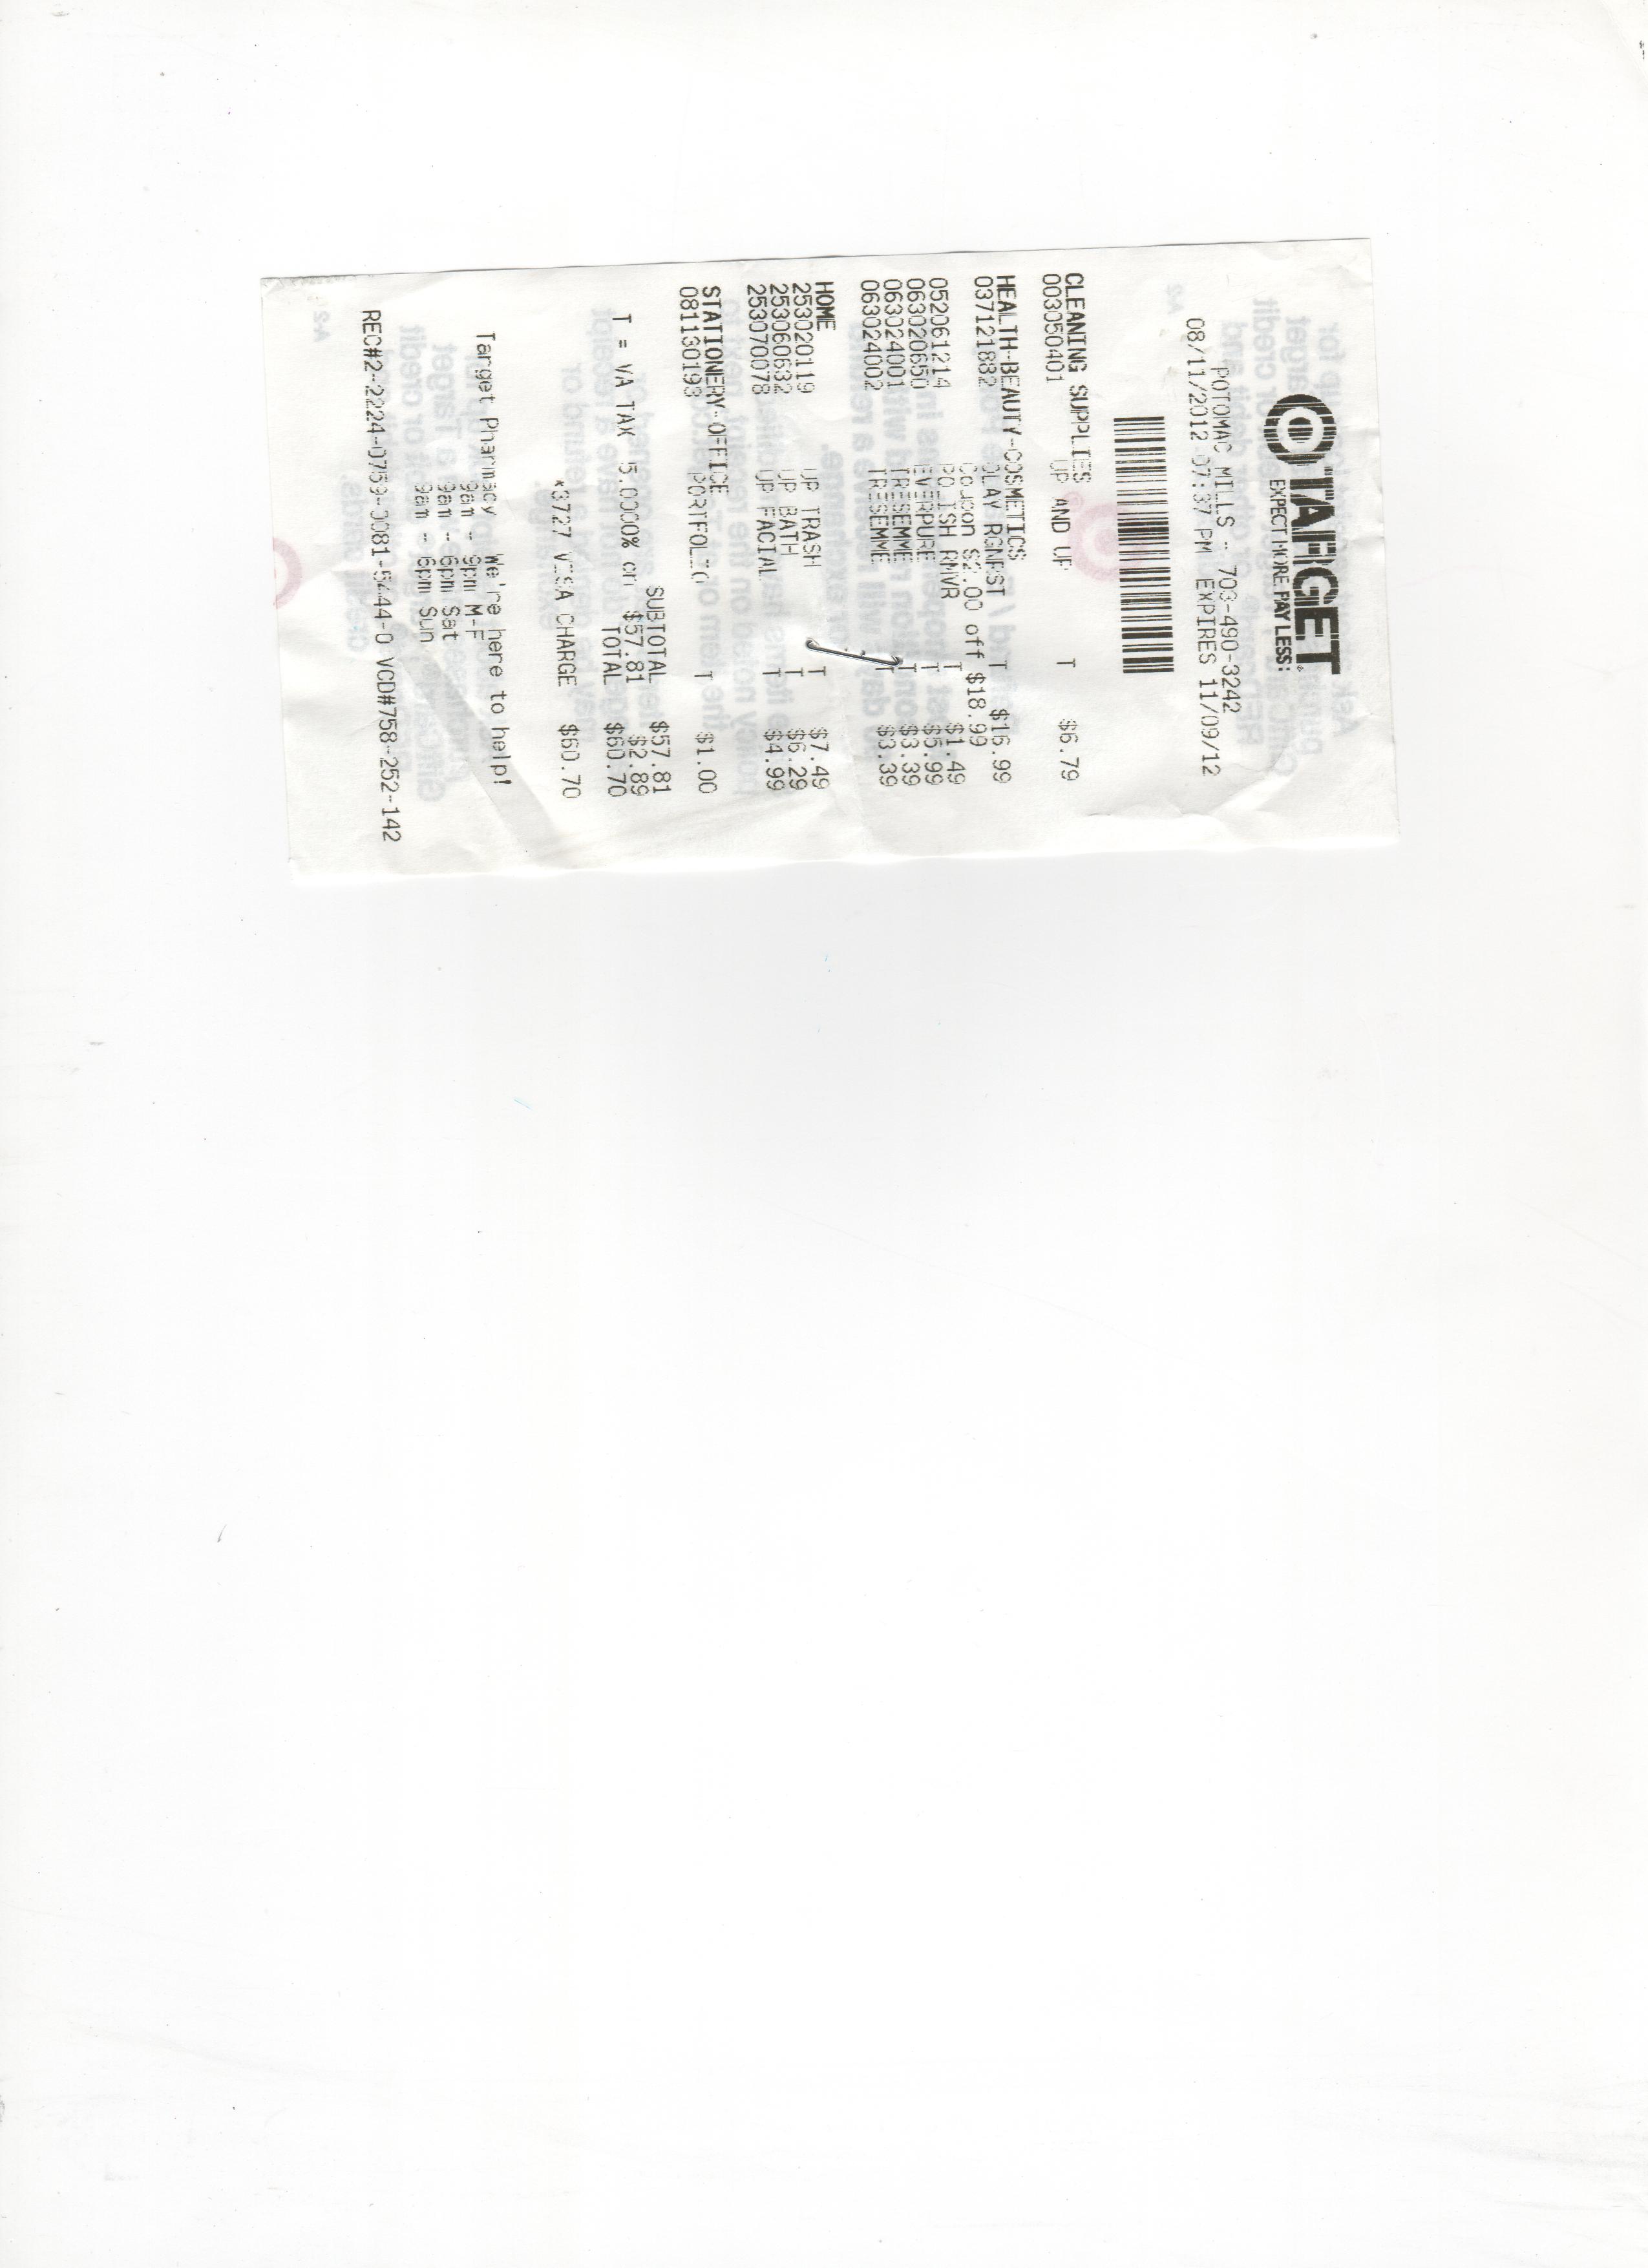 TARGET
EXPECT MORE. PAY LESS.
POTOMAC MILLS - 703-490-3242
08/11/2012 07:37 PM EXPIRES 11/09/12
CLEANING SUPPLIES
003050401 UP AND UP T $6.79
HEALTH-BEAUTY-COSMETICS
037121882 OLAY RGNRST T $16.99
Coupon $2.00 off $18.99
052061214 POLISH RMVR T $1.49
063020650 EVERPURE T $5.99
063024001 TRESEMME T $3.39
063024002 TRESEMME T $3.39
HOME
253020119 UP TRASH T $7.49
253060632 UP BATH T $6.29
253070078 UP FACIAL T $4.99
STATIONERY-OFFICE
081130193 PORTFOLIO T $1.00
SUBTOTAL $57.81
T = VA TAX 5.0000% on $57.81 $2.89
TOTAL $60.70
*3727 VISA CHARGE $60.70
Target Pharmacy We're here to help!
9am - 9pm M-F
9am - 6pm Sat
9am - 6pm Sun
REC#2-2224-0759-0081-5244-0 VCD#758-252-142